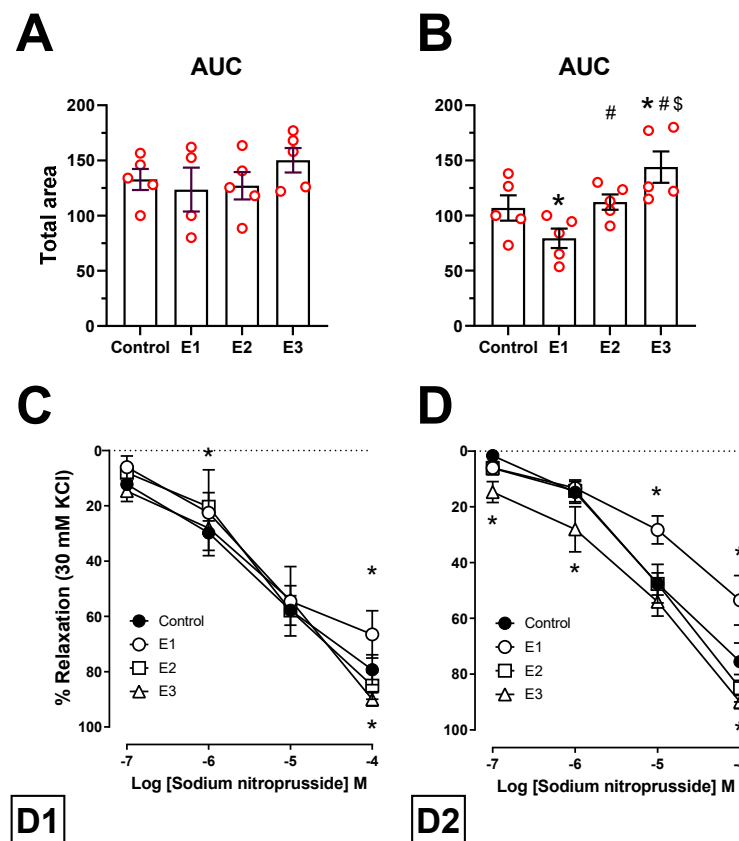 A
B
AUC
AUC
* # $
#
*
Total area
200
150
100
50
0
200
150
100
50
0
Control E1 E2 E3
Control E1 E2 E3
C
D
% Relaxation (30 mM KCl)
0
20
40
60
80
100
0
20
40
60
80
100
*
*
*
*
*
*
*
*
Control
E1
E2
E3
Control
E1
E2
E3
-7 -6 -5 -4
-7 -6 -5 -4
Log [Sodium nitroprusside] M
Log [Sodium nitroprusside] M
D1
D2